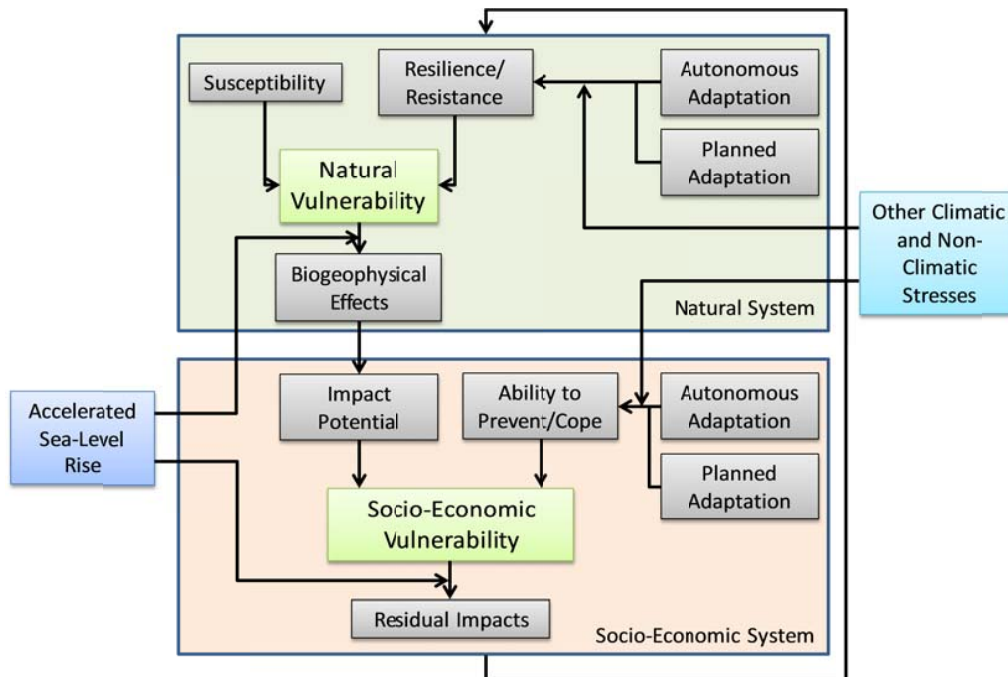 Susceptibility
Resilience/
Resistance
Autonomous
Adaptation
Planned
Adaptation
Natural
Vulnerability
Other Climatic
and Non-
Climatic
Stresses
Biogeophysical
Effects
Natural System
Accelerated
Sea-Level
Rise
Impact
Potential
Ability to
Prevent/Cope
Autonomous
Adaptation
Planned
Adaptation
Socio-Economic
Vulnerability
Residual Impacts
Socio-Economic System